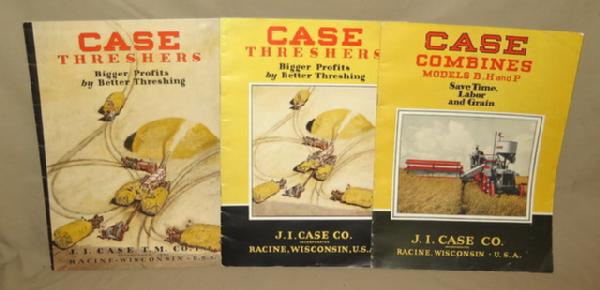 CASE
THRESHERS
Bigger Profits
by Better Threshing
J. I. CASE T. M. CO.
RACINE - WISCONSIN - U.S.A.
CASE
THRESHERS
Bigger Profits
by Better Threshing
J. I. CASE CO.
INCORPORATED
RACINE, WISCONSIN, U.S.A.
CASE
COMBINES
MODELS D, H and P
Save Time,
Labor
and Grain
J. I. CASE CO.
RACINE, WISCONSIN - U.S.A.